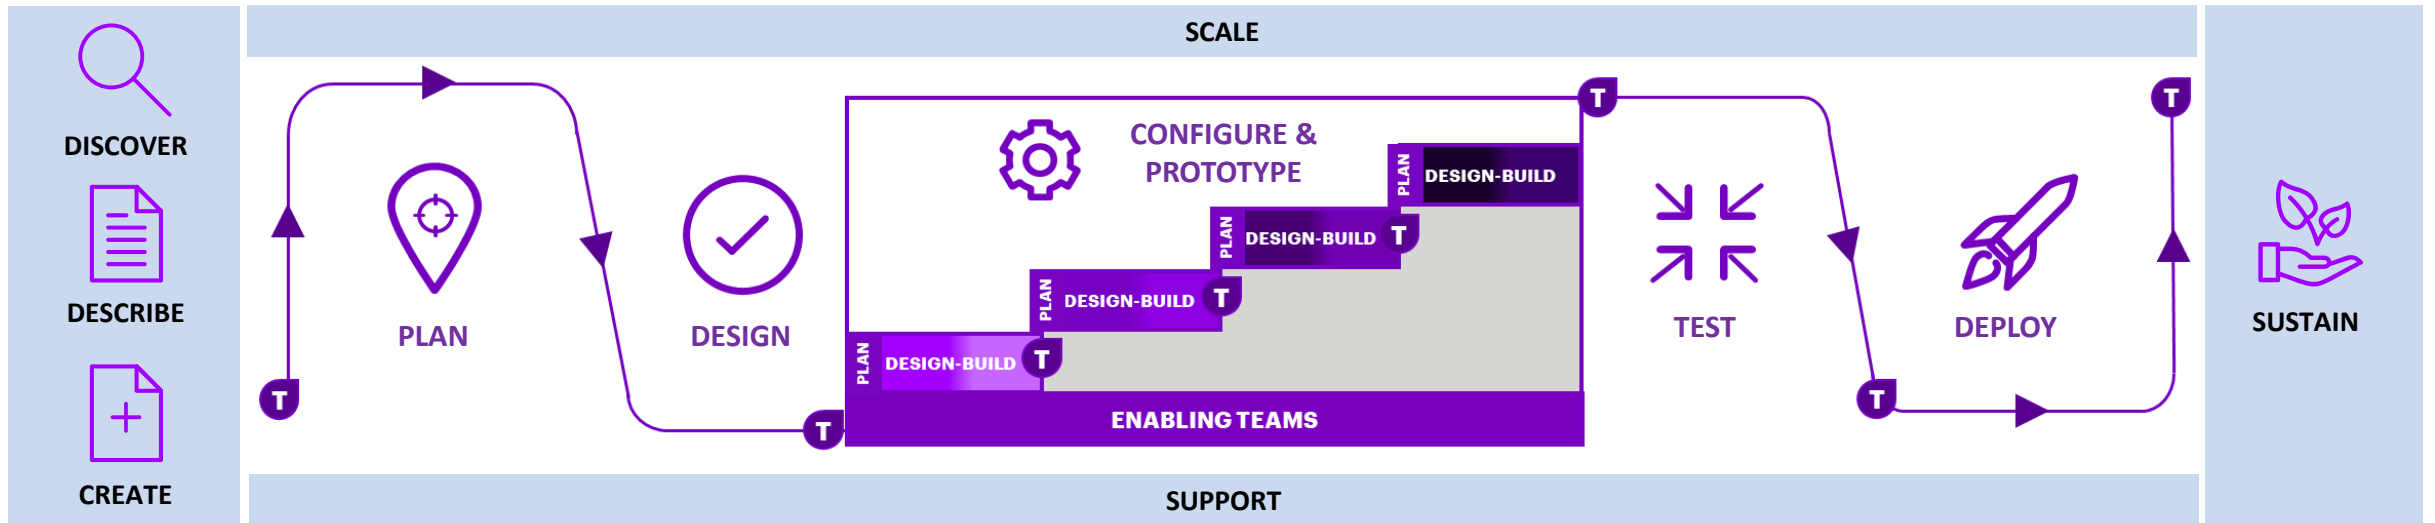 DISCOVER
DESCRIBE
CREATE
SCALE
T
PLAN
DESIGN
T
CONFIGURE &
PROTOTYPE
PLAN
DESIGN-BUILD
T
PLAN
DESIGN-BUILD
T
PLAN
DESIGN-BUILD
T
PLAN
DESIGN-BUILD
ENABLING TEAMS
T
TEST
T
DEPLOY
T
SUPPORT
SUSTAIN